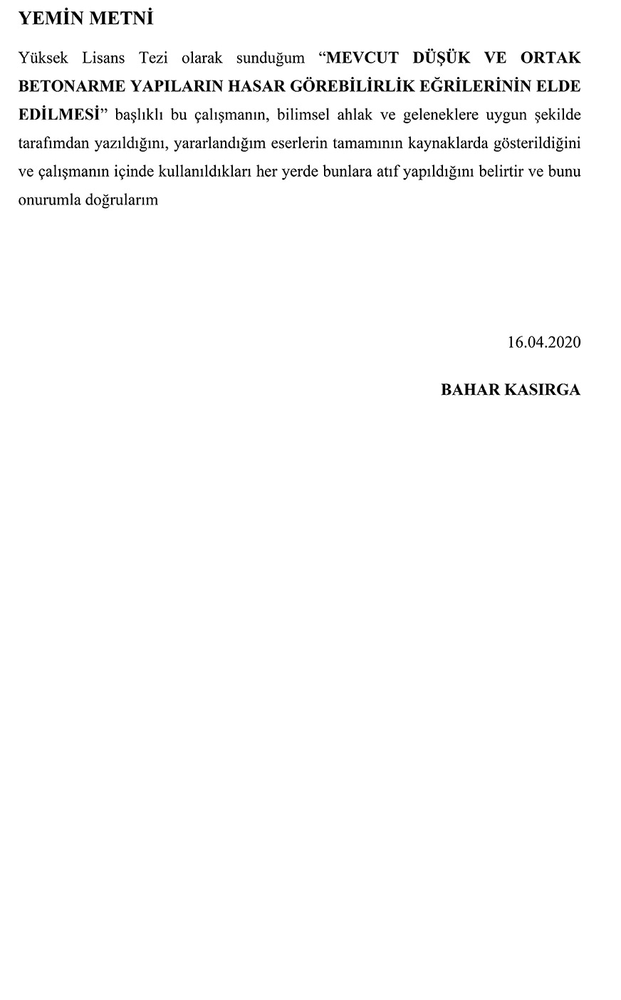 YEMİN METNİ
Yüksek Lisans Tezi olarak sunduğum “MEVCUT DÜŞÜK VE ORTAK
BETONARME YAPILARIN HASAR GÖREBİLİRLİK EĞRİLERİNİN ELDE
EDİLMESİ” başlıklı bu çalışmanın, bilimsel ahlak ve geleneklere uygun şekilde
tarafımdan yazıldığını, yararlandığım eserlerin tamamının kaynaklarda gösterildiğini
ve çalışmanın içinde kullanıldıkları her yerde bunlara atıf yapıldığını belirtir ve bunu
onurumla doğrularım
16.04.2020
BAHAR KASIRGA